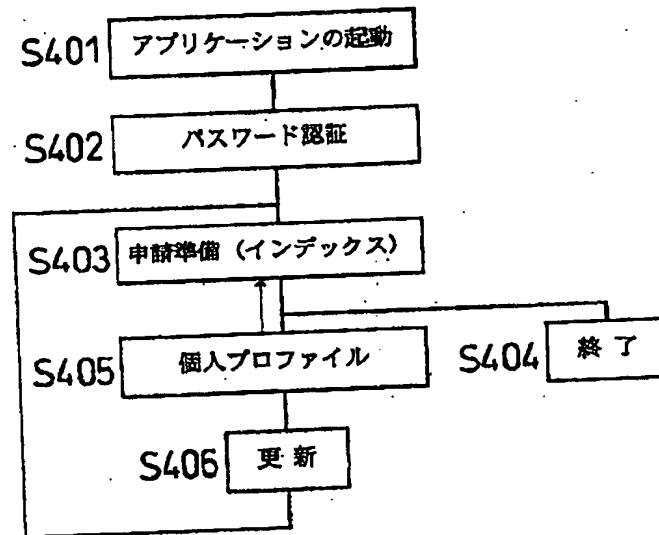 S401 アプリケーションの起動
S402 パスワード認証
S403 申請準備（インデックス）
S405 個人プロファイル
S404 終 了
S406 更 新